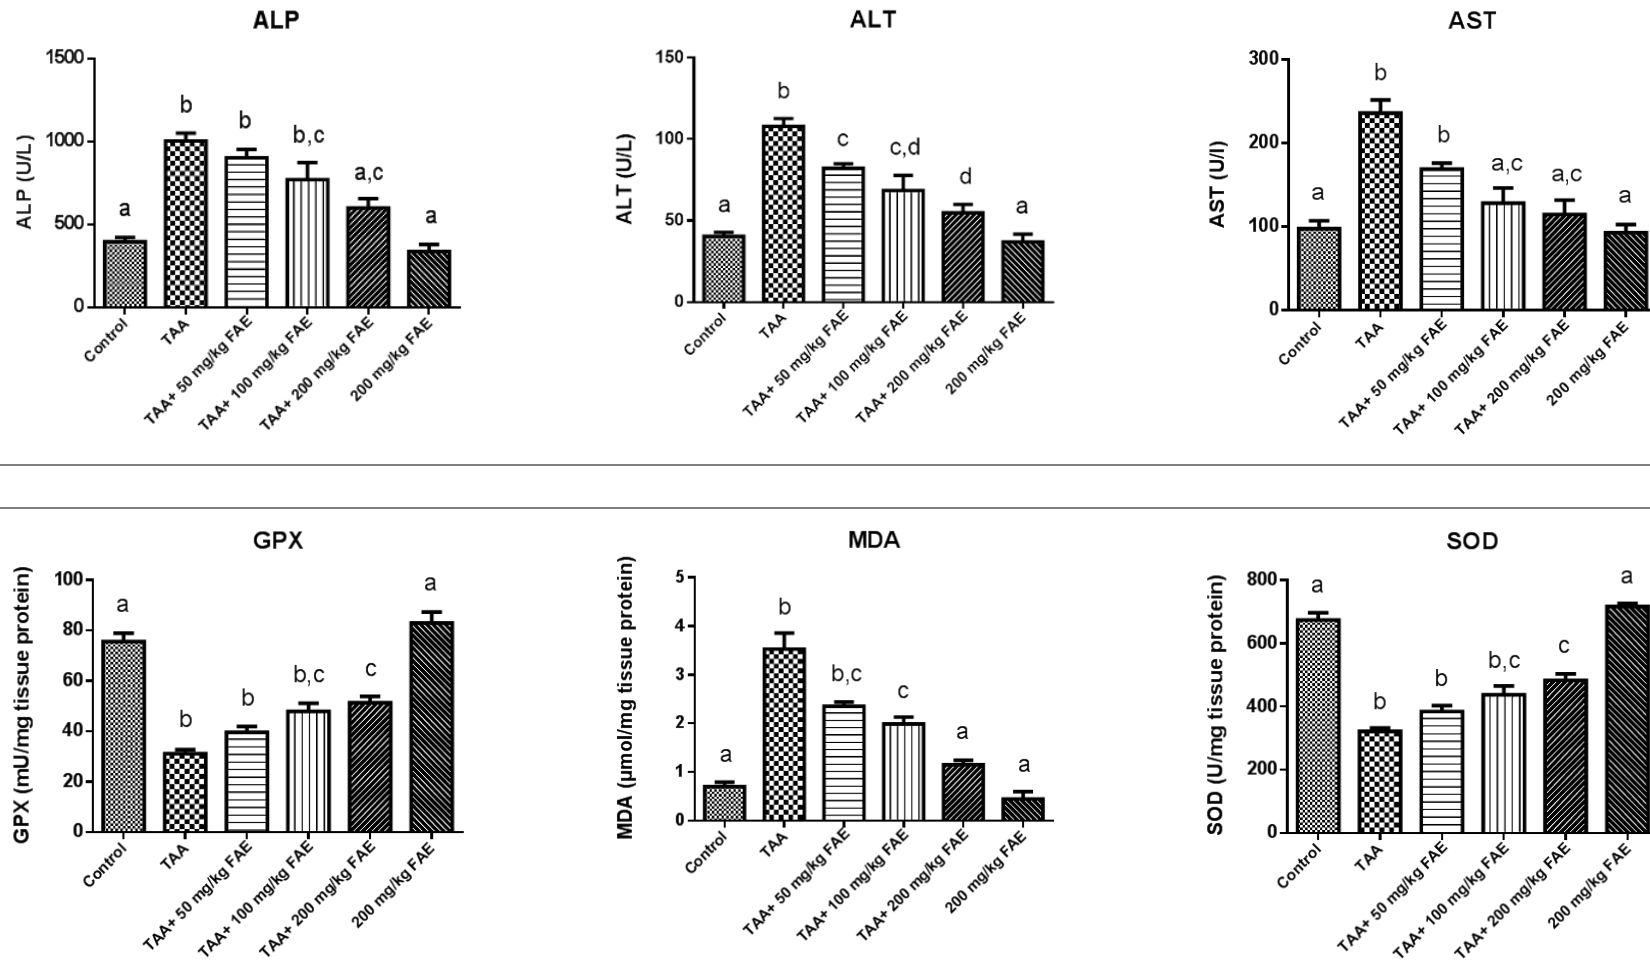 ALP
ALP (U/L)
1500
1000
500
0
a
b
b
b,c
a,c
a
Control
TAA
TAA+ 50 mg/kg FAE
TAA+ 100 mg/kg FAE
TAA+ 200 mg/kg FAE
200 mg/kg FAE
ALT
ALT (U/L)
150
100
50
0
a
b
c
c,d
d
a
Control
TAA
TAA+ 50 mg/kg FAE
TAA+ 100 mg/kg FAE
TAA+ 200 mg/kg FAE
200 mg/kg FAE
AST
AST (U/l)
300
200
100
0
a
b
b
a,c
a,c
a
Control
TAA
TAA+ 50 mg/kg FAE
TAA+ 100 mg/kg FAE
TAA+ 200 mg/kg FAE
200 mg/kg FAE
GPX
GPX (mU/mg tissue protein)
100
80
60
40
20
0
a
b
b
b,c
c
a
Control
TAA
TAA+ 50 mg/kg FAE
TAA+ 100 mg/kg FAE
TAA+ 200 mg/kg FAE
200 mg/kg FAE
MDA
MDA (µmol/mg tissue protein)
5
4
3
2
1
0
a
b
b,c
c
a
a
Control
TAA
TAA+ 50 mg/kg FAE
TAA+ 100 mg/kg FAE
TAA+ 200 mg/kg FAE
200 mg/kg FAE
SOD
SOD (U/mg tissue protein)
800
600
400
200
0
a
b
b
b,c
c
a
Control
TAA
TAA+ 50 mg/kg FAE
TAA+ 100 mg/kg FAE
TAA+ 200 mg/kg FAE
200 mg/kg FAE